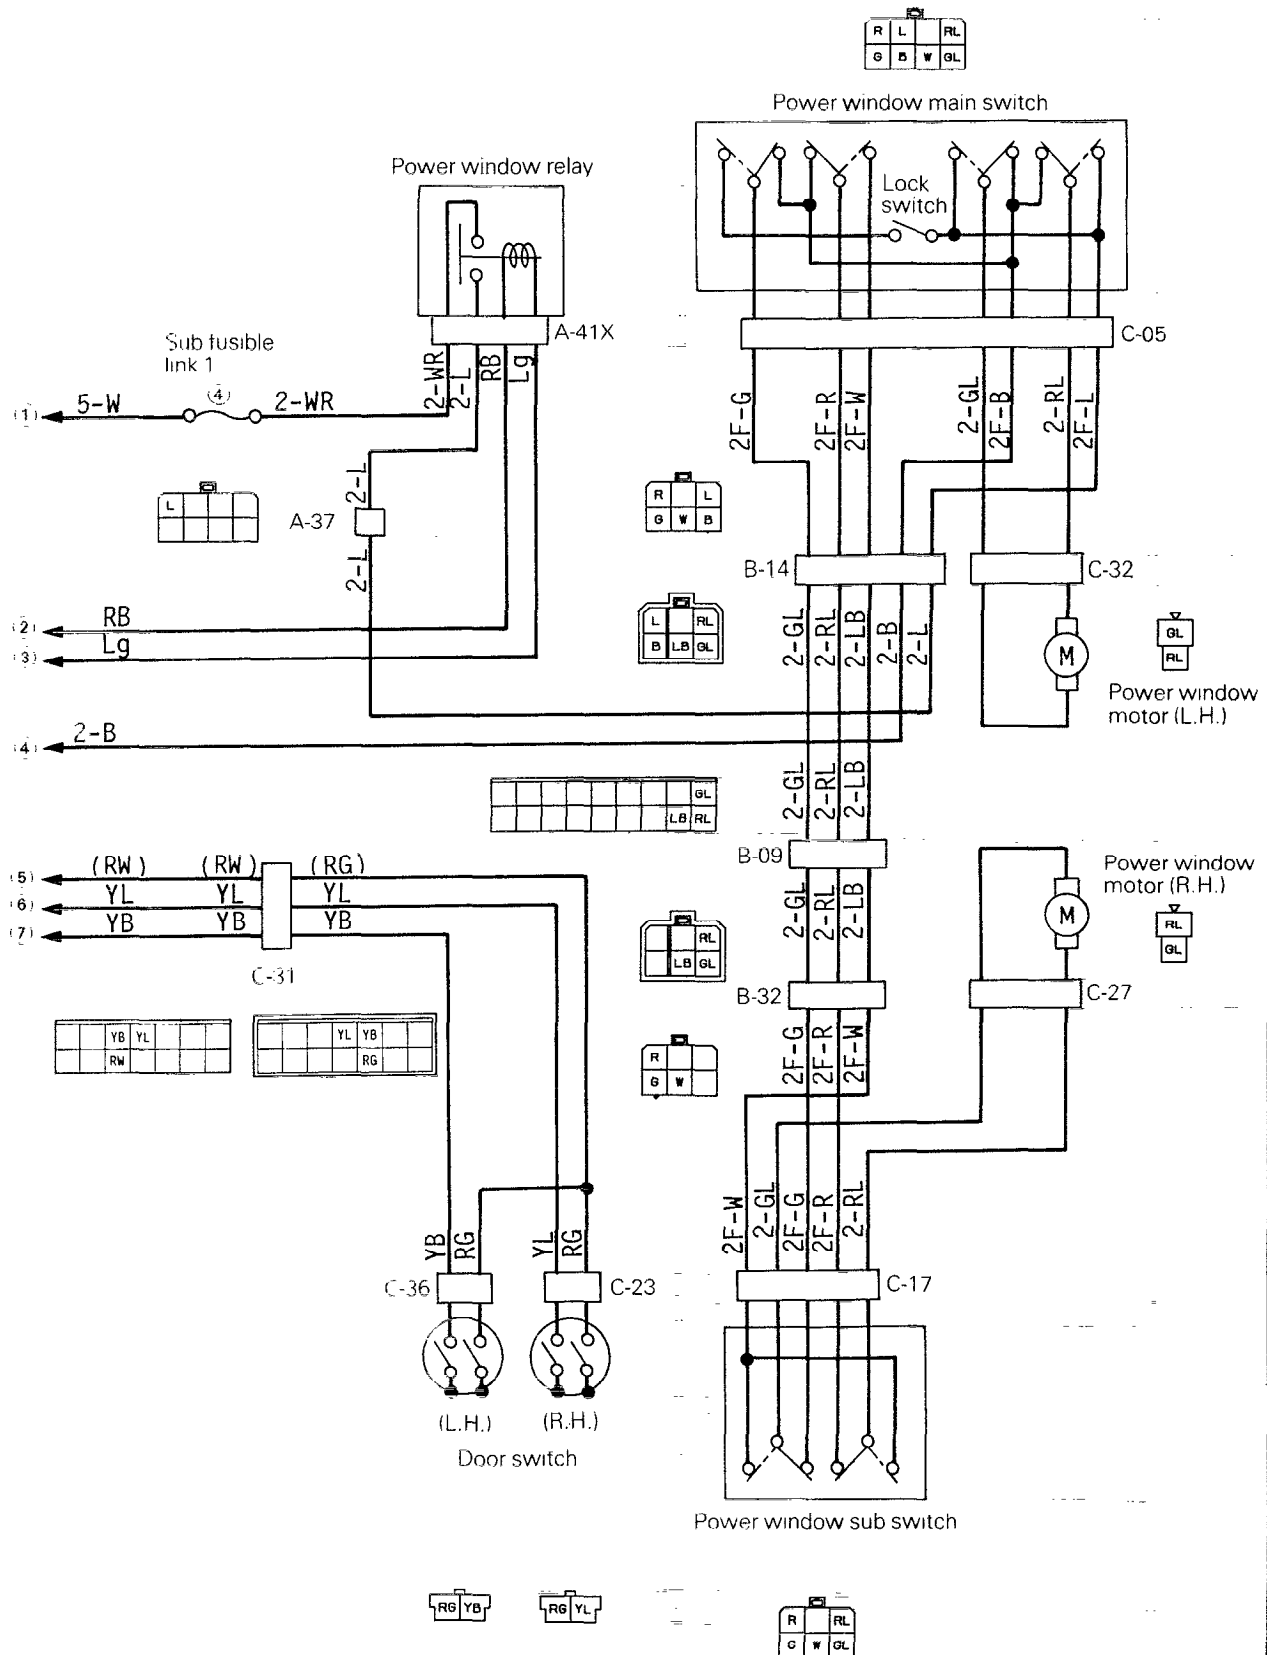 R L RL
G B W GL
Power window main switch
Power window relay
Lock
switch
A-41X
C-05
Sub fusible
link 1
(4)
2-WR
2-L
RB
Lg
(1)
5-W
2-WR
2F-G
2F-R
2F-W
2-GL
2F-B
2-RL
2F-L
L
2-L
A-37
R L
G W B
2-L
B-14
C-32
(2)
RB
(3)
Lg
L RL
B LB GL
2-GL
2-RL
2-LB
2-B
2-L
M
GL
RL
Power window
motor (L.H.)
(4)
2-B
GL
LB RL
2-GL
2-RL
2-LB
B-09
Power window
motor (R.H.)
(5)
(RW) (RW) (RG)
(6)
YL YL YL
(7)
YB YB YB
C-31
2-GL
2-RL
2-LB
M
RL
GL
RL
LB GL
B-32
C-27
YB YL
RW
YL YB
RG
R
G W
2F-G
2F-R
2F-W
YB
RG
YL
RG
2F-W
2-GL
2F-G
2F-R
2-RL
C-36
C-23
C-17
(L.H.)
(R.H.)
Door switch
Power window sub switch
RG YB
RG YL
R RL
G W GL